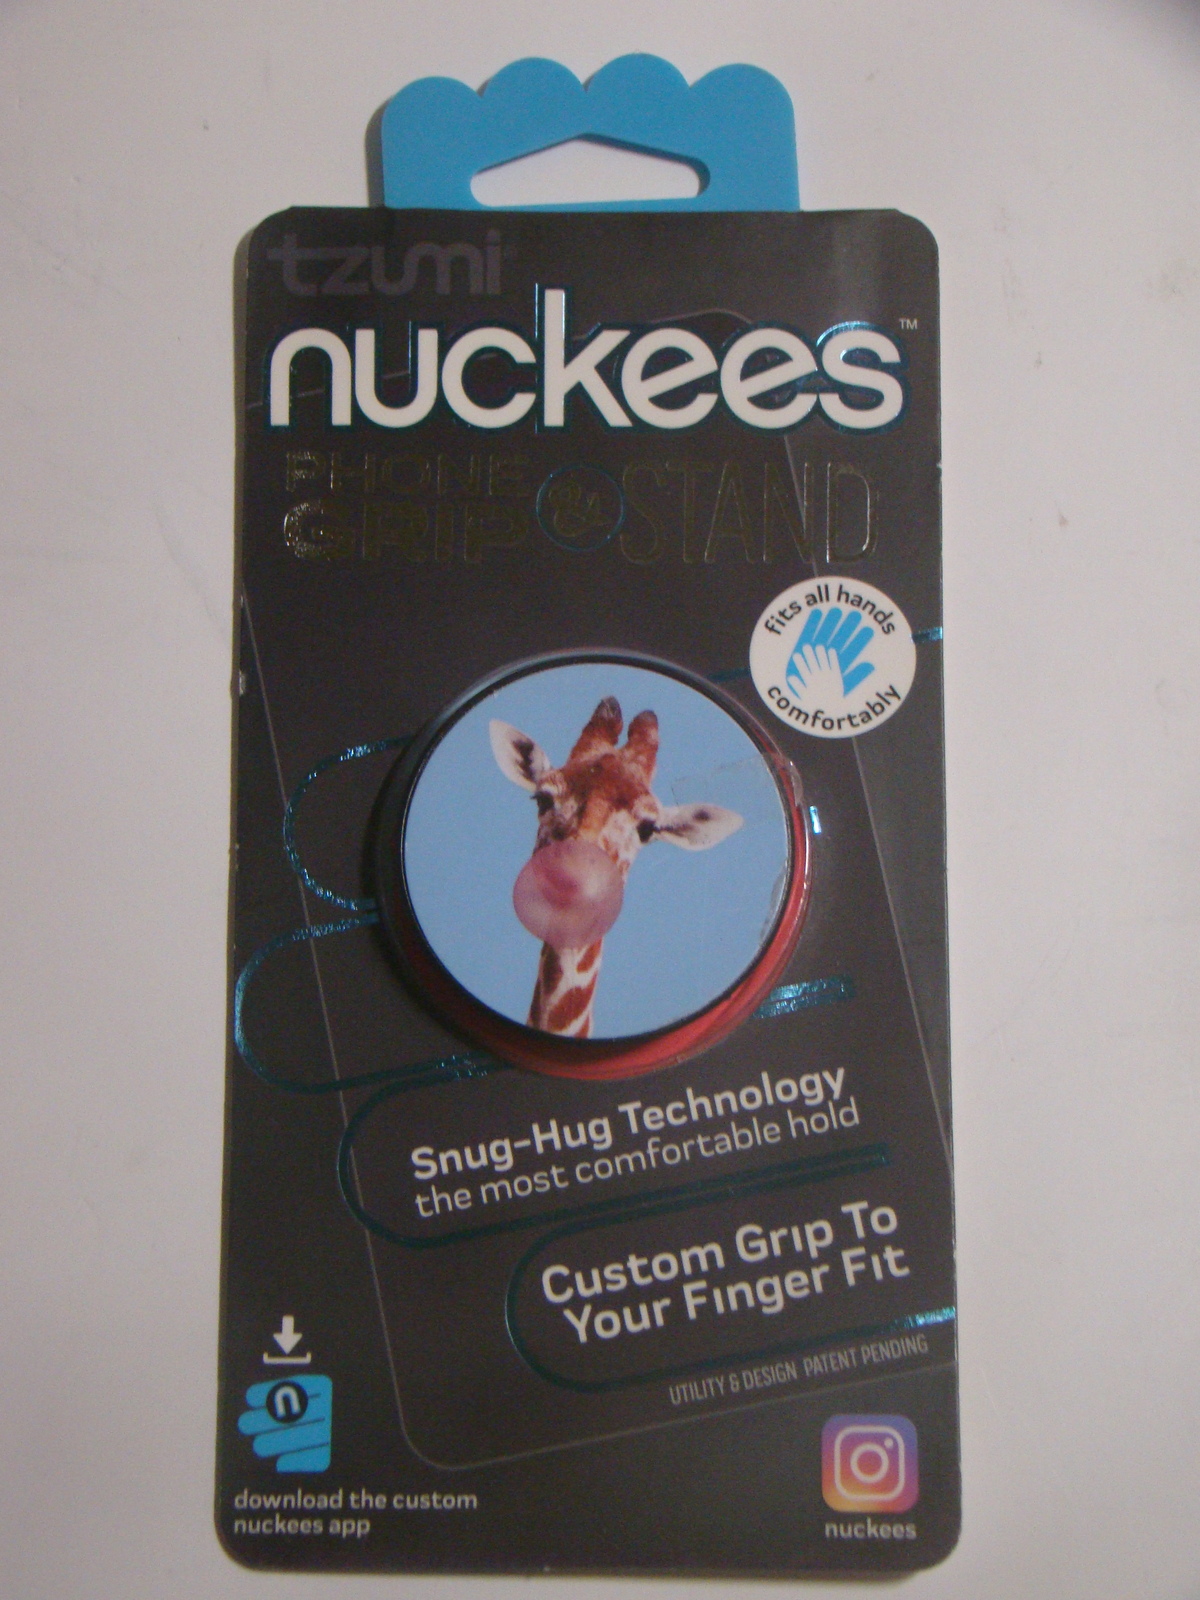 tzumi
nuckees™
PHONE
GRIP & STAND
fits all hands
comfortably
Snug-Hug Technology
the most comfortable hold
Custom Grip To
Your Finger Fit
UTILITY & DESIGN PATENT PENDING
n
download the custom
nuckees app
nuckees